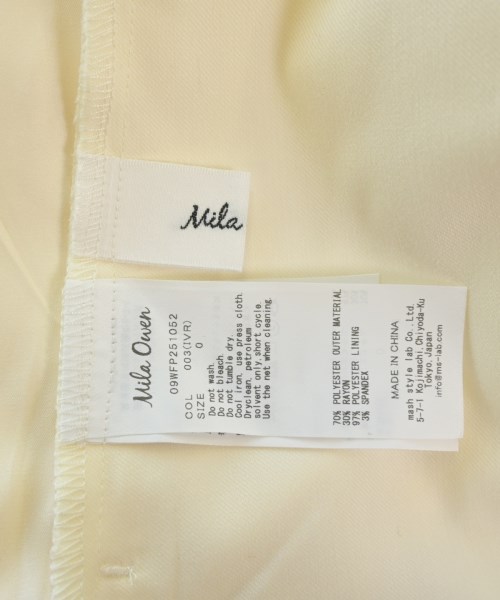 Mila
Mila Owen
09WFP251052
COL 003(IVR)
SIZE 0
Do not wash.
Do not bleach
Do not tumble dry.
Cool iron, use press cloth.
Dryclean, petroleum
solvent only,short cycle.
Use the net when cleaning.
70% POLYESTER OUTER MATERIAL
30% RAYON
97% POLYESTER LINING
3% SPANDEX
MADE IN CHINA
mash style lab Co.,Ltd.
5-7-1 Kojimachi, Chiyoda-Ku
Tokyo, Japan
info@ms-lab.com